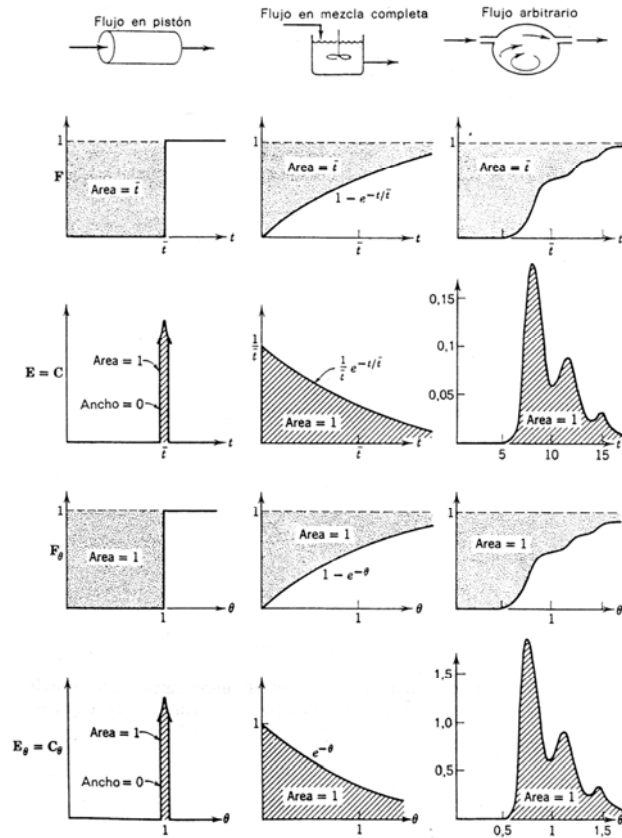 Flujo en pistón
Flujo en mezcla completa
Flujo arbitrario
F
1
Area = t̄
t̄
t
1
Area = t̄
1 − e^{−t/t̄}
t̄
t
1
Area = t̄
t̄
t
E = C
Area = 1
Ancho = 0
t̄
t
1/t̄
1/t̄ e^{−t/t̄}
Area = 1
t̄
t
0,15
0,1
0,05
Area = 1
5
10
15
t
F_θ
1
Area = 1
1
θ
1
Area = 1
1 − e^{−θ}
1
θ
1
Area = 1
1
θ
E_θ = C_θ
Area = 1
Ancho = 0
1
θ
1
e^{−θ}
Area = 1
1
θ
1,5
1,0
0,5
Area = 1
0,5
1
1,5
θ